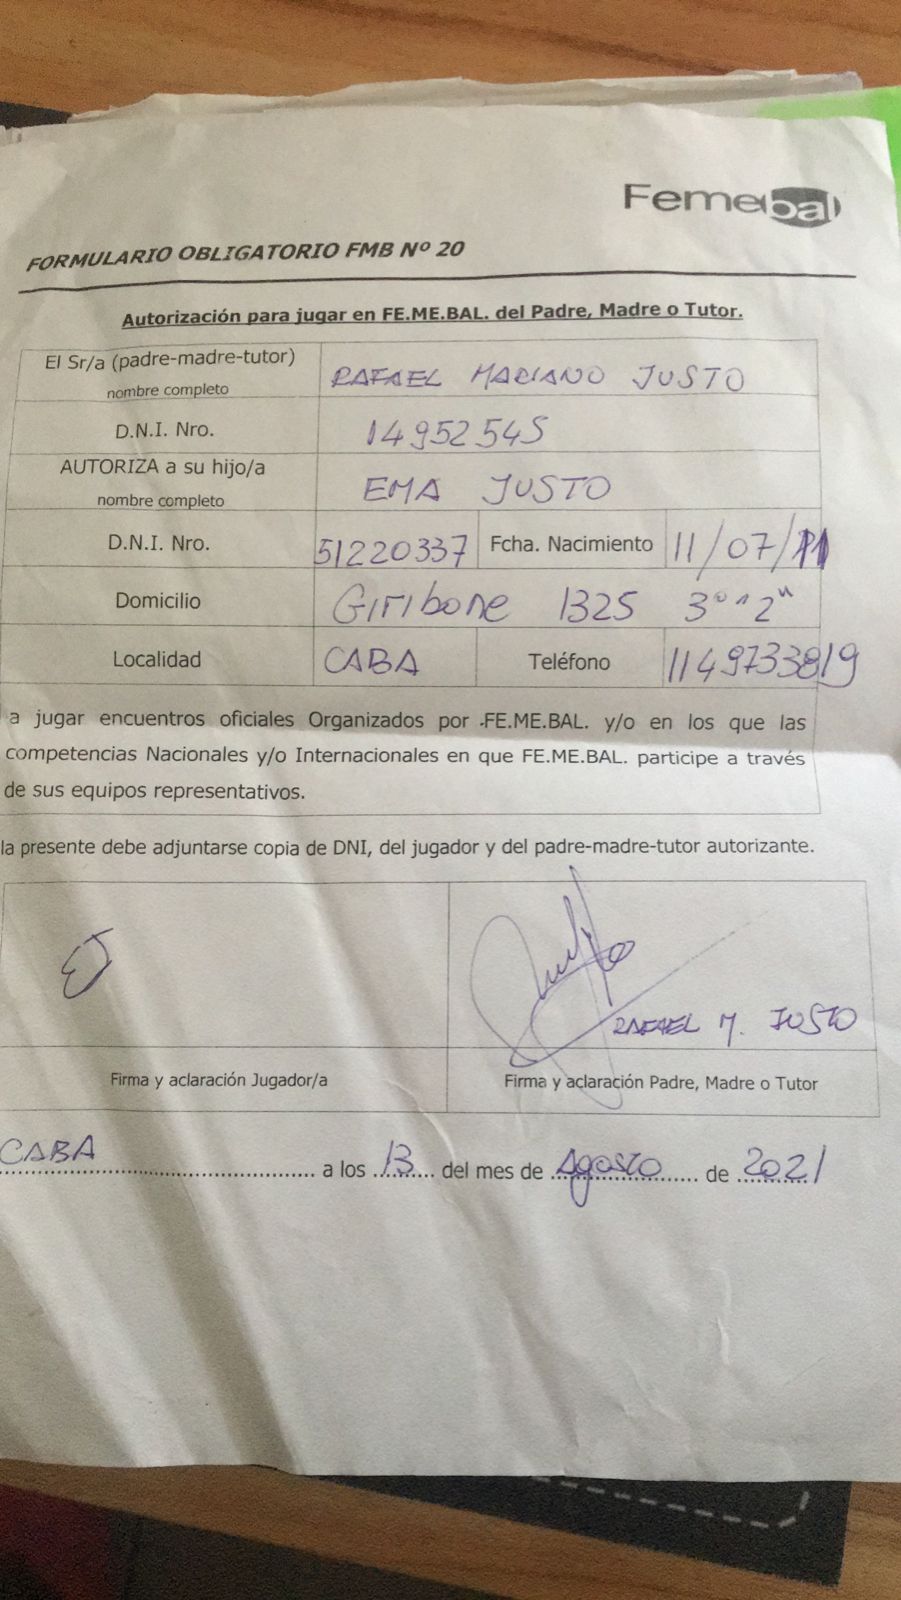 Femebal
FORMULARIO OBLIGATORIO FMB Nº 20
Autorización para jugar en FE.ME.BAL. del Padre, Madre o Tutor.
El Sr/a (padre-madre-tutor) RAFAEL MARIANO JUSTO
nombre completo
D.N.I. Nro. 14952545
AUTORIZA a su hijo/a EMA JUSTO
nombre completo
D.N.I. Nro. 51220337 Fcha. Nacimiento 11/07/11
Domicilio Giribone 1325 3º "2"
Localidad CABA Teléfono 1149733819
a jugar encuentros oficiales Organizados por FE.ME.BAL. y/o en los que las
competencias Nacionales y/o Internacionales en que FE.ME.BAL. participe a través
de sus equipos representativos.
la presente debe adjuntarse copia de DNI, del jugador y del padre-madre-tutor autorizante.
EJ
RAFAEL M. JUSTO
Firma y aclaración Jugador/a Firma y aclaración Padre, Madre o Tutor
CABA a los 13 del mes de Agosto de 2021